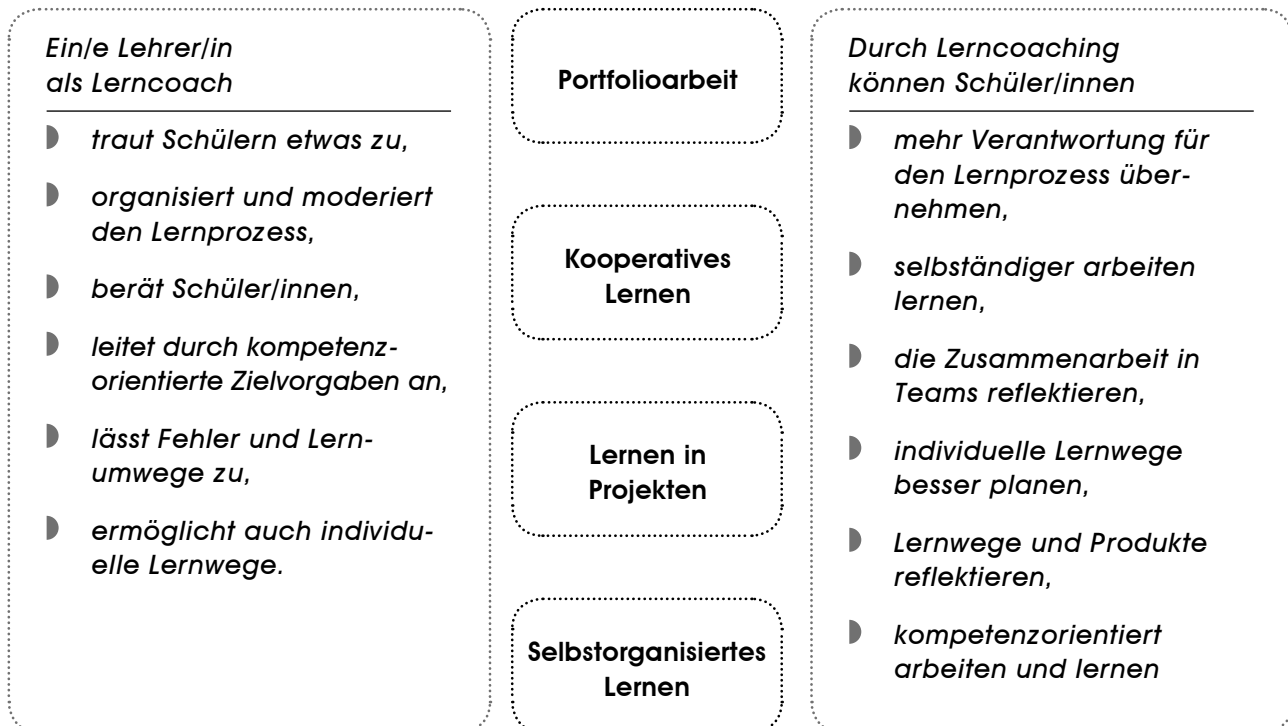 Ein/e Lehrer/in
als Lerncoach
traut Schülern etwas zu,
organisiert und moderiert
den Lernprozess,
berät Schüler/innen,
leitet durch kompetenz-
orientierte Zielvorgaben an,
lässt Fehler und Lern-
umwege zu,
ermöglicht auch individu-
elle Lernwege.
Portfolioarbeit
Kooperatives
Lernen
Lernen in
Projekten
Selbstorganisiertes
Lernen
Durch Lerncoaching
können Schüler/innen
mehr Verantwortung für
den Lernprozess über-
nehmen,
selbständiger arbeiten
lernen,
die Zusammenarbeit in
Teams reflektieren,
individuelle Lernwege
besser planen,
Lernwege und Produkte
reflektieren,
kompetenzorientiert
arbeiten und lernen